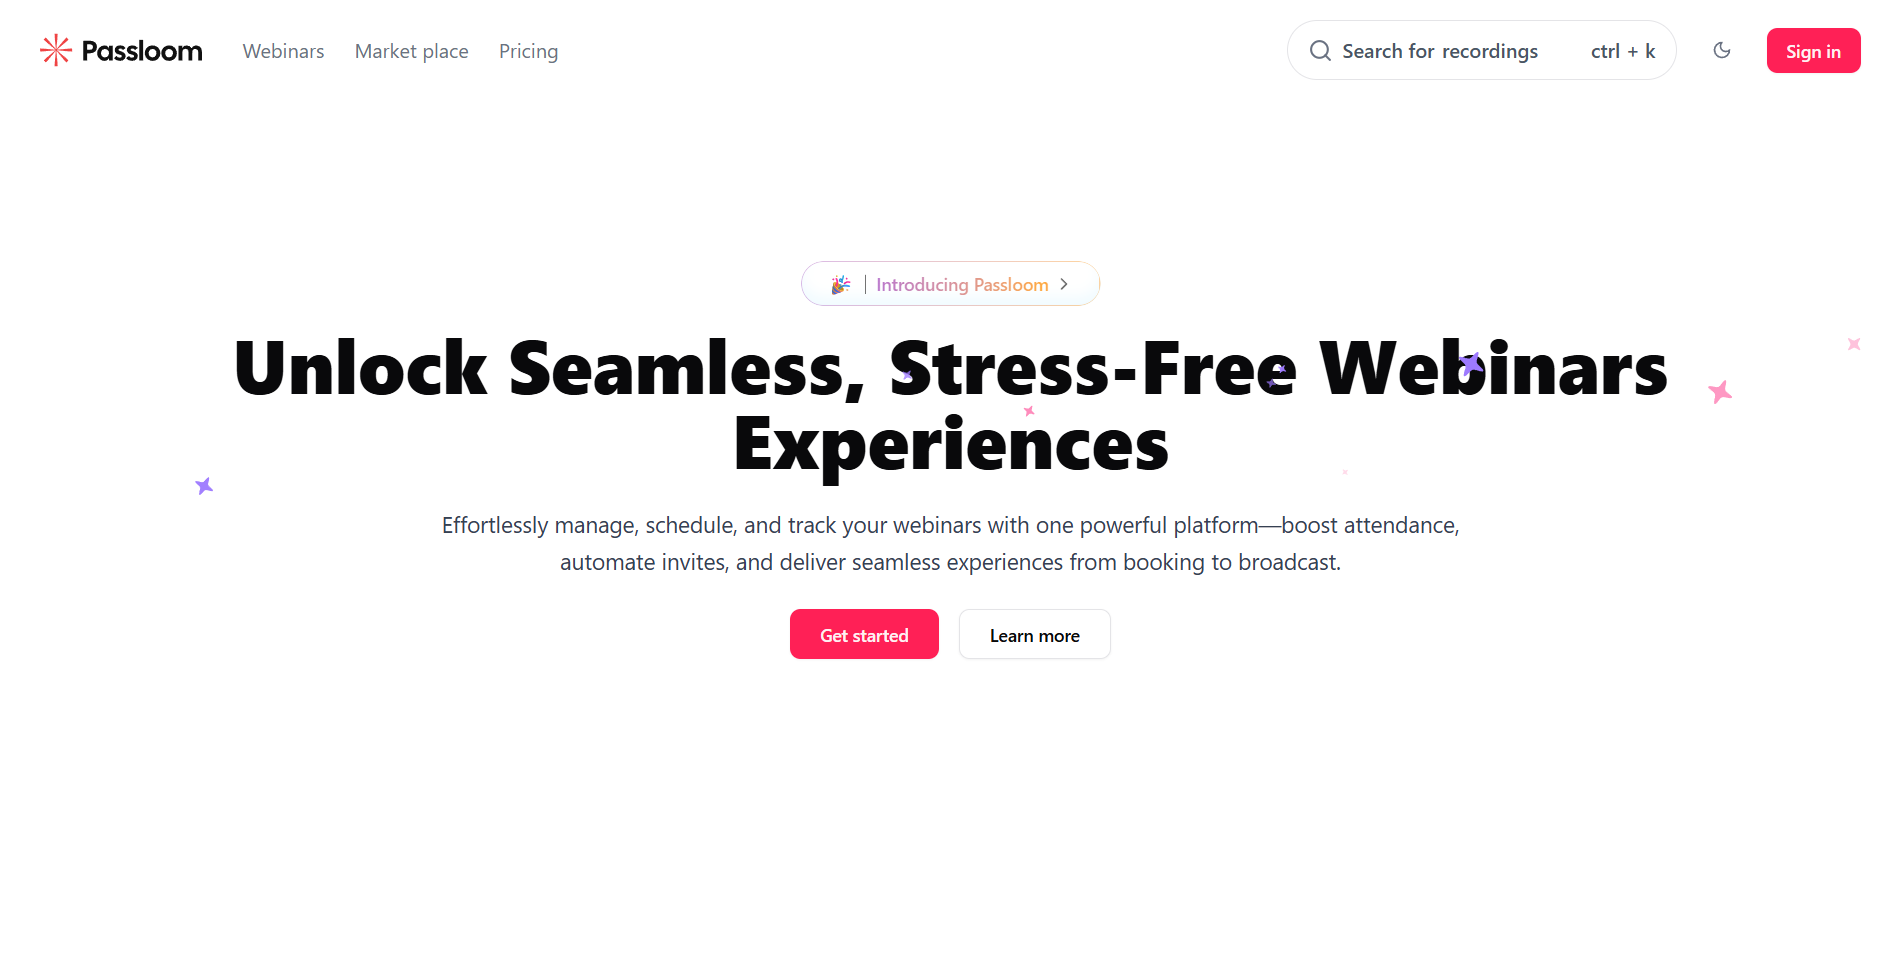 Passloom
Webinars
Market place
Pricing
Search for recordings
ctrl + k
Sign in
🎉 | Introducing Passloom
Unlock Seamless, Stress-Free Webinars
Experiences
Effortlessly manage, schedule, and track your webinars with one powerful platform—boost attendance,
automate invites, and deliver seamless experiences from booking to broadcast.
Get started
Learn more